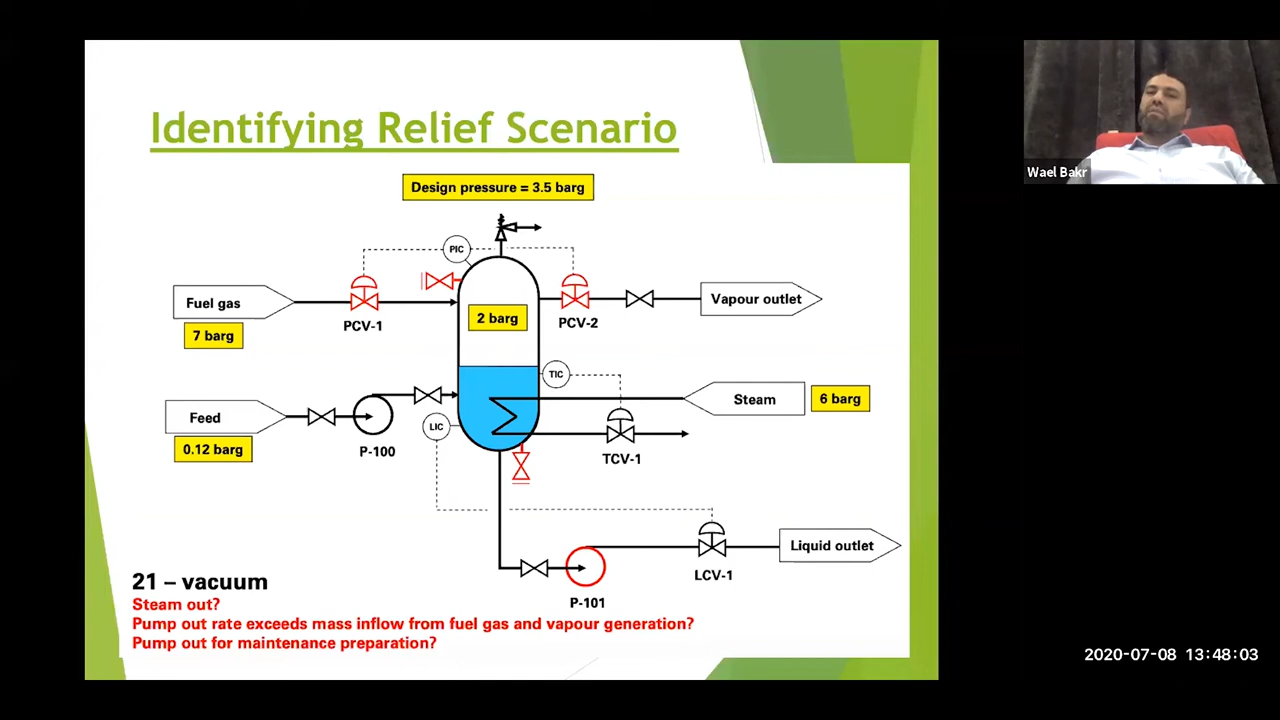 Identifying Relief Scenario
Wael Bakr
Design pressure = 3.5 barg
PIC
Fuel gas
7 barg
PCV-1
2 barg
PCV-2
Vapour outlet
TIC
Steam
6 barg
Feed
0.12 barg
P-100
LIC
TCV-1
Liquid outlet
LCV-1
P-101
21 – vacuum
Steam out?
Pump out rate exceeds mass inflow from fuel gas and vapour generation?
Pump out for maintenance preparation?
2020-07-08 13:48:03